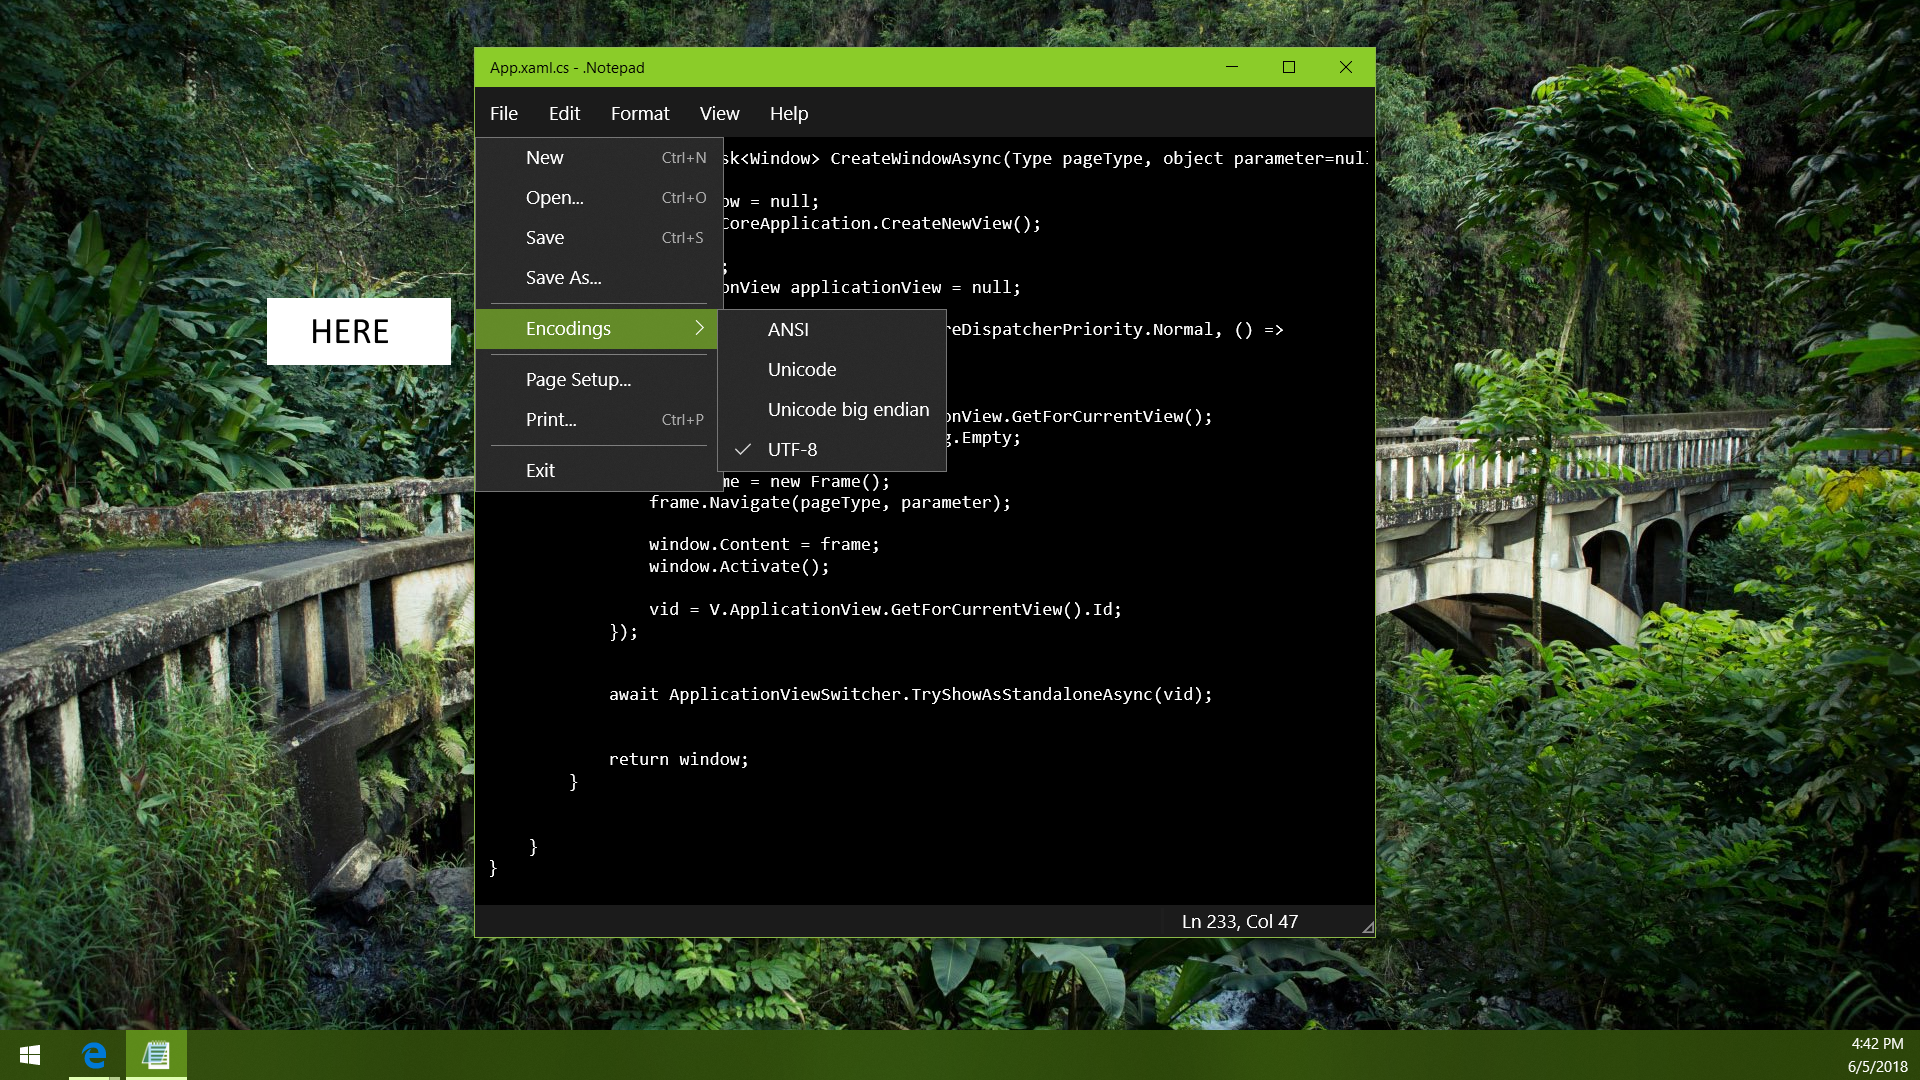 App.xaml.cs - .Notepad
File Edit Format View Help
New Ctrl+N
Open... Ctrl+O
Save Ctrl+S
Save As...
Encodings
Page Setup...
Print... Ctrl+P
Exit
ANSI
Unicode
Unicode big endian
UTF-8
HERE
sk<Window> CreateWindowAsync(Type pageType, object parameter=nul
ow = null;
CoreApplication.CreateNewView();
;
onView applicationView = null;
reDispatcherPriority.Normal, () =>
onView.GetForCurrentView();
g.Empty;
me = new Frame();
frame.Navigate(pageType, parameter);
window.Content = frame;
window.Activate();
vid = V.ApplicationView.GetForCurrentView().Id;
});
await ApplicationViewSwitcher.TryShowAsStandaloneAsync(vid);
return window;
}
}
}
Ln 233, Col 47
4:42 PM
6/5/2018